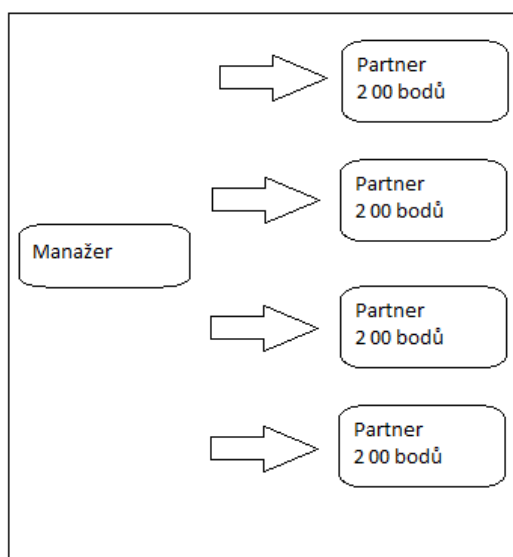 Partner
2 00 bodů
Partner
2 00 bodů
Manažer
Partner
2 00 bodů
Partner
2 00 bodů